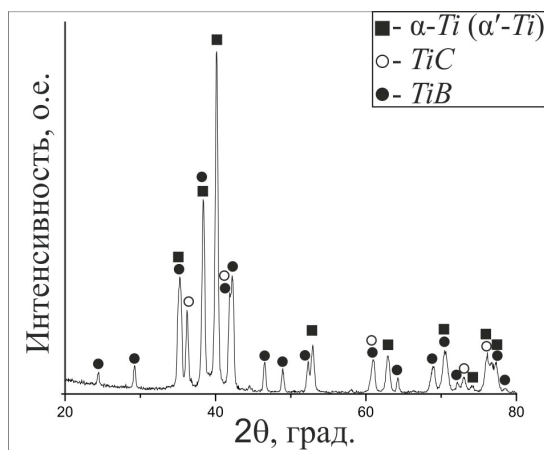 ■ - α-Ti (α′-Ti)
○ - TiC
● - TiB
Интенсивность, о.е.
20 40 60 80
2θ, град.